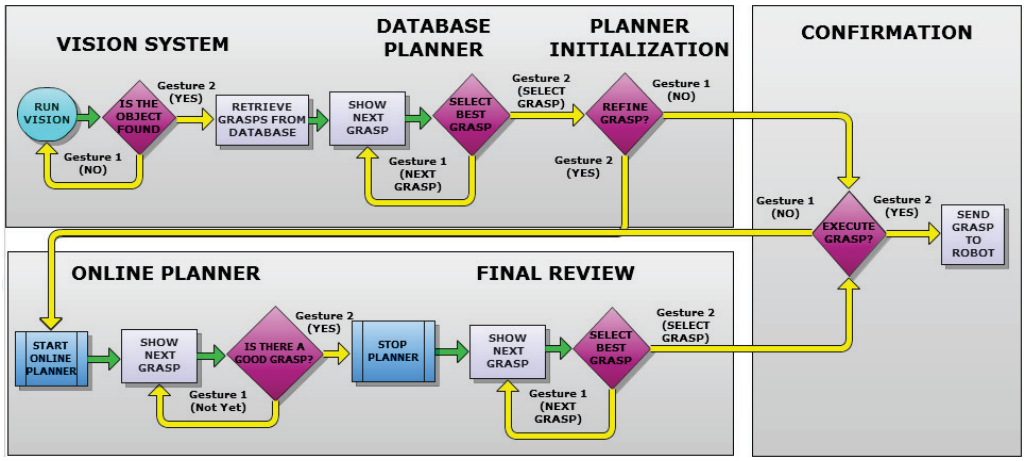 VISION SYSTEM
DATABASE
PLANNER
PLANNER
INITIALIZATION
CONFIRMATION
RUN
VISION
IS THE
OBJECT
FOUND
Gesture 2
(YES)
Gesture 1
(NO)
RETRIEVE
GRASPS FROM
DATABASE
SHOW
NEXT
GRASP
SELECT
BEST
GRASP
Gesture 1
(NEXT
GRASP)
Gesture 2
(SELECT
GRASP)
REFINE
GRASP?
Gesture 1
(NO)
Gesture 2
(YES)
Gesture 1
(NO)
EXECUTE
GRASP?
Gesture 2
(YES)
SEND
GRASP
TO
ROBOT
ONLINE PLANNER
FINAL REVIEW
START
ONLINE
PLANNER
SHOW
NEXT
GRASP
IS THERE A
GOOD GRASP?
Gesture 2
(YES)
Gesture 1
(Not Yet)
STOP
PLANNER
SHOW
NEXT
GRASP
SELECT
BEST
GRASP
Gesture 1
(NEXT
GRASP)
Gesture 2
(SELECT
GRASP)